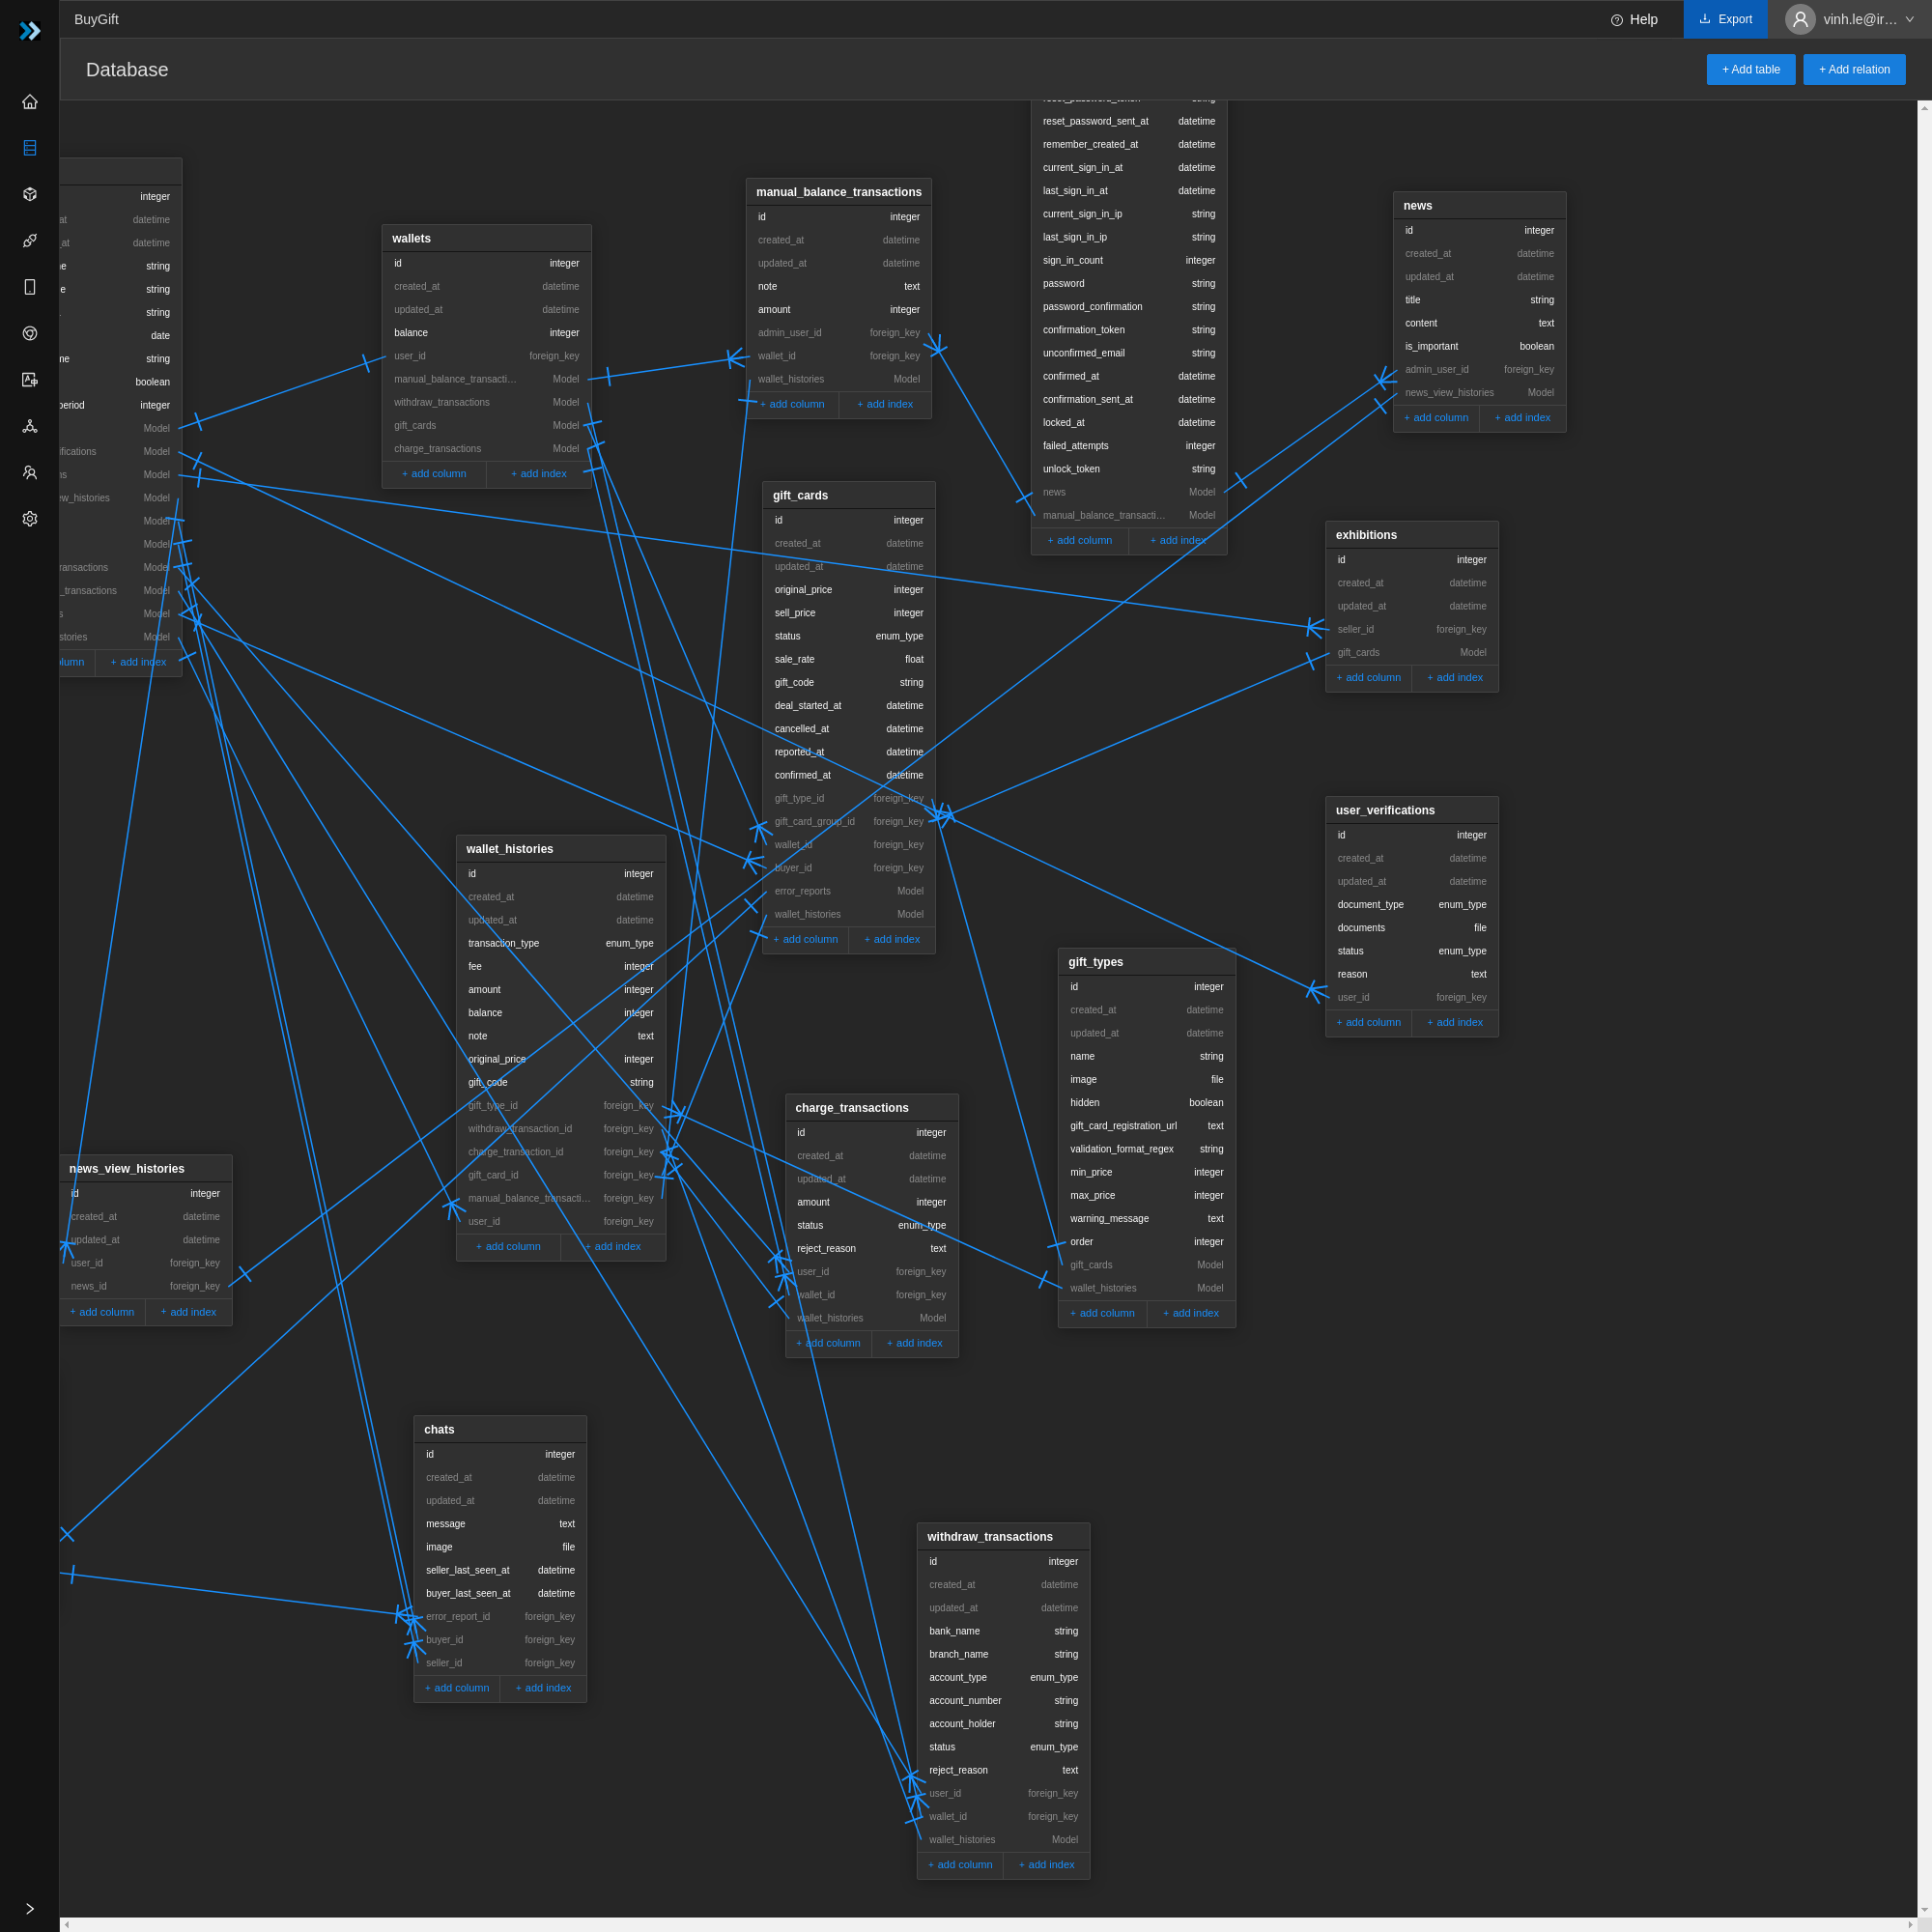 BuyGift
Help
Export
vinh.le@ir…
Database
+ Add table
+ Add relation
integer
at datetime
_at datetime
string
string
string
date
string
boolean
period integer
Model
ifications Model
Model
ew_histories Model
Model
Model
ransactions Model
_transactions Model
s Model
istories Model
olumn + add index
wallets
id integer
created_at datetime
updated_at datetime
balance integer
user_id foreign_key
manual_balance_transacti… Model
withdraw_transactions Model
gift_cards Model
charge_transactions Model
+ add column + add index
manual_balance_transactions
id integer
created_at datetime
updated_at datetime
note text
amount integer
admin_user_id foreign_key
wallet_id foreign_key
wallet_histories Model
+ add column + add index
reset_password_token string
reset_password_sent_at datetime
remember_created_at datetime
current_sign_in_at datetime
last_sign_in_at datetime
current_sign_in_ip string
last_sign_in_ip string
sign_in_count integer
password string
password_confirmation string
confirmation_token string
unconfirmed_email string
confirmed_at datetime
confirmation_sent_at datetime
locked_at datetime
failed_attempts integer
unlock_token string
news Model
manual_balance_transacti… Model
+ add column + add index
news
id integer
created_at datetime
updated_at datetime
title string
content text
is_important boolean
admin_user_id foreign_key
news_view_histories Model
+ add column + add index
gift_cards
id integer
created_at datetime
updated_at datetime
original_price integer
sell_price integer
status enum_type
sale_rate float
gift_code string
deal_started_at datetime
cancelled_at datetime
reported_at datetime
confirmed_at datetime
gift_type_id foreign_key
gift_card_group_id foreign_key
wallet_id foreign_key
buyer_id foreign_key
error_reports Model
wallet_histories Model
+ add column + add index
exhibitions
id integer
created_at datetime
updated_at datetime
seller_id foreign_key
gift_cards Model
+ add column + add index
user_verifications
id integer
created_at datetime
updated_at datetime
document_type enum_type
documents file
status enum_type
reason text
user_id foreign_key
+ add column + add index
wallet_histories
id integer
created_at datetime
updated_at datetime
transaction_type enum_type
fee integer
amount integer
balance integer
note text
original_price integer
gift_code string
gift_type_id foreign_key
withdraw_transaction_id foreign_key
charge_transaction_id foreign_key
gift_card_id foreign_key
manual_balance_transacti… foreign_key
user_id foreign_key
+ add column + add index
gift_types
id integer
created_at datetime
updated_at datetime
name string
image file
hidden boolean
gift_card_registration_url text
validation_format_regex string
min_price integer
max_price integer
warning_message text
order integer
gift_cards Model
wallet_histories Model
+ add column + add index
charge_transactions
id integer
created_at datetime
updated_at datetime
amount integer
status enum_type
reject_reason text
user_id foreign_key
wallet_id foreign_key
wallet_histories Model
+ add column + add index
news_view_histories
id integer
created_at datetime
updated_at datetime
user_id foreign_key
news_id foreign_key
+ add column + add index
chats
id integer
created_at datetime
updated_at datetime
message text
image file
seller_last_seen_at datetime
buyer_last_seen_at datetime
error_report_id foreign_key
buyer_id foreign_key
seller_id foreign_key
+ add column + add index
withdraw_transactions
id integer
created_at datetime
updated_at datetime
bank_name string
branch_name string
account_type enum_type
account_number string
account_holder string
status enum_type
reject_reason text
user_id foreign_key
wallet_id foreign_key
wallet_histories Model
+ add column + add index